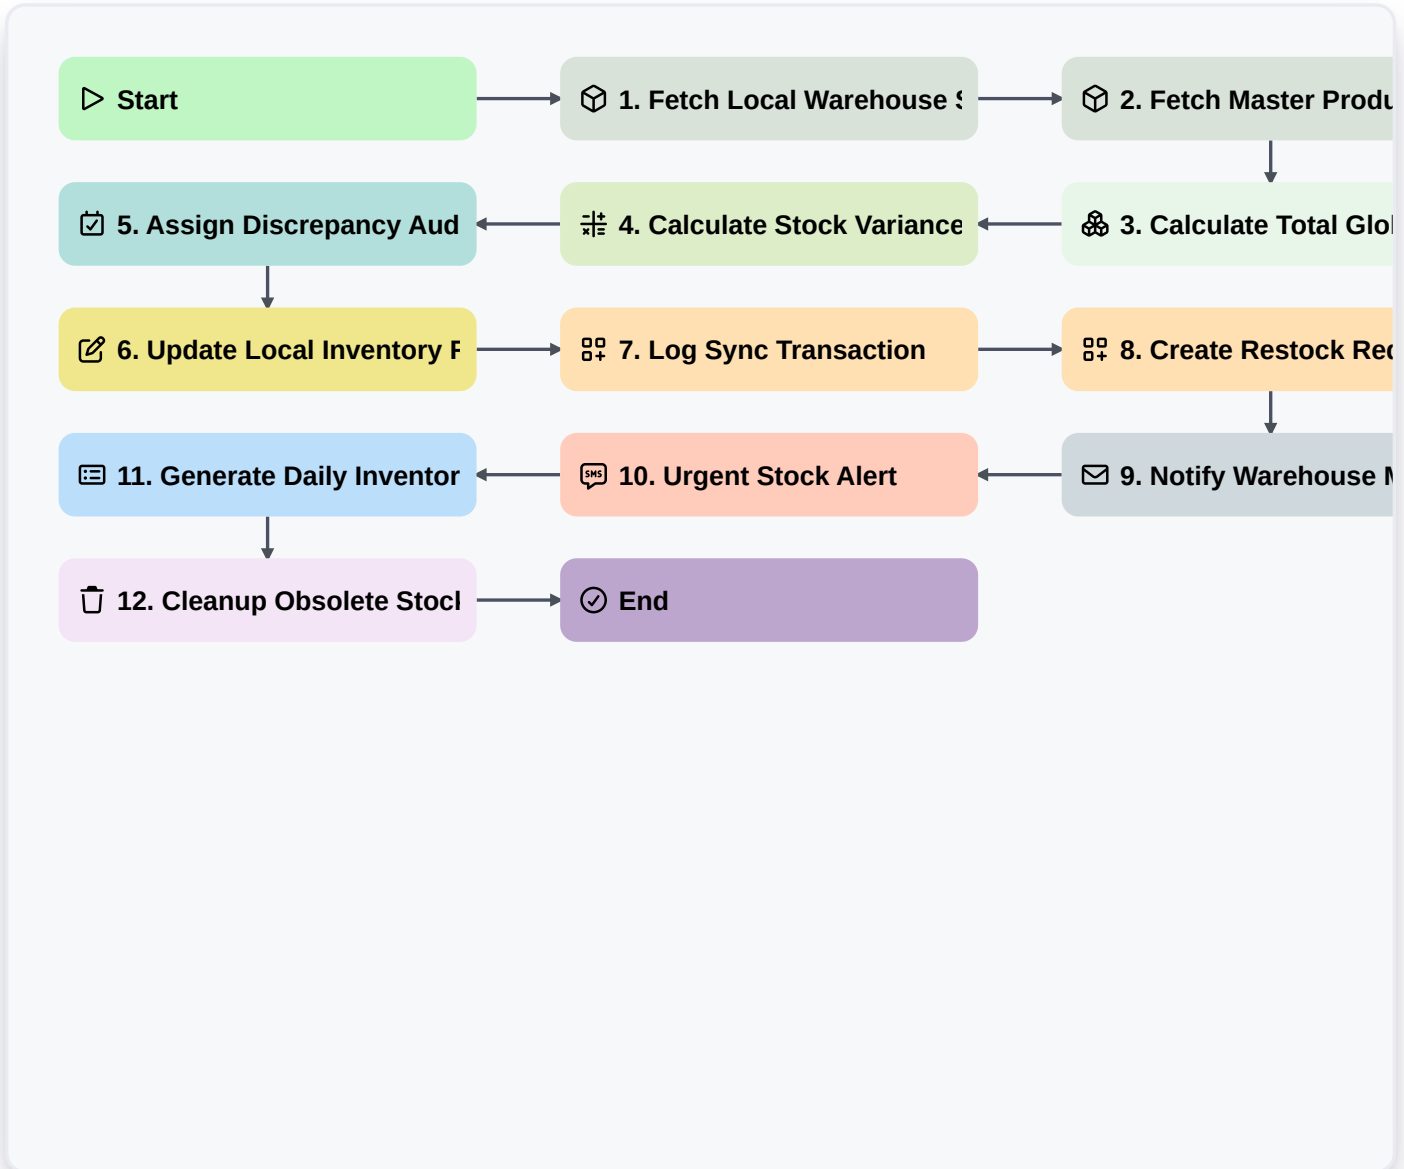 Start
1. Fetch Local Warehouse
2. Fetch Master
5. Assign Discrepancy
4. Calculate Stock Variance
3. Calculate Total
6. Update Local Inventory
7. Log Sync Transaction
8. Create Restock
11. Generate Daily
10. Urgent Stock Alert
SMS
9. Notify Warehouse
12. Cleanup Obsolete
End